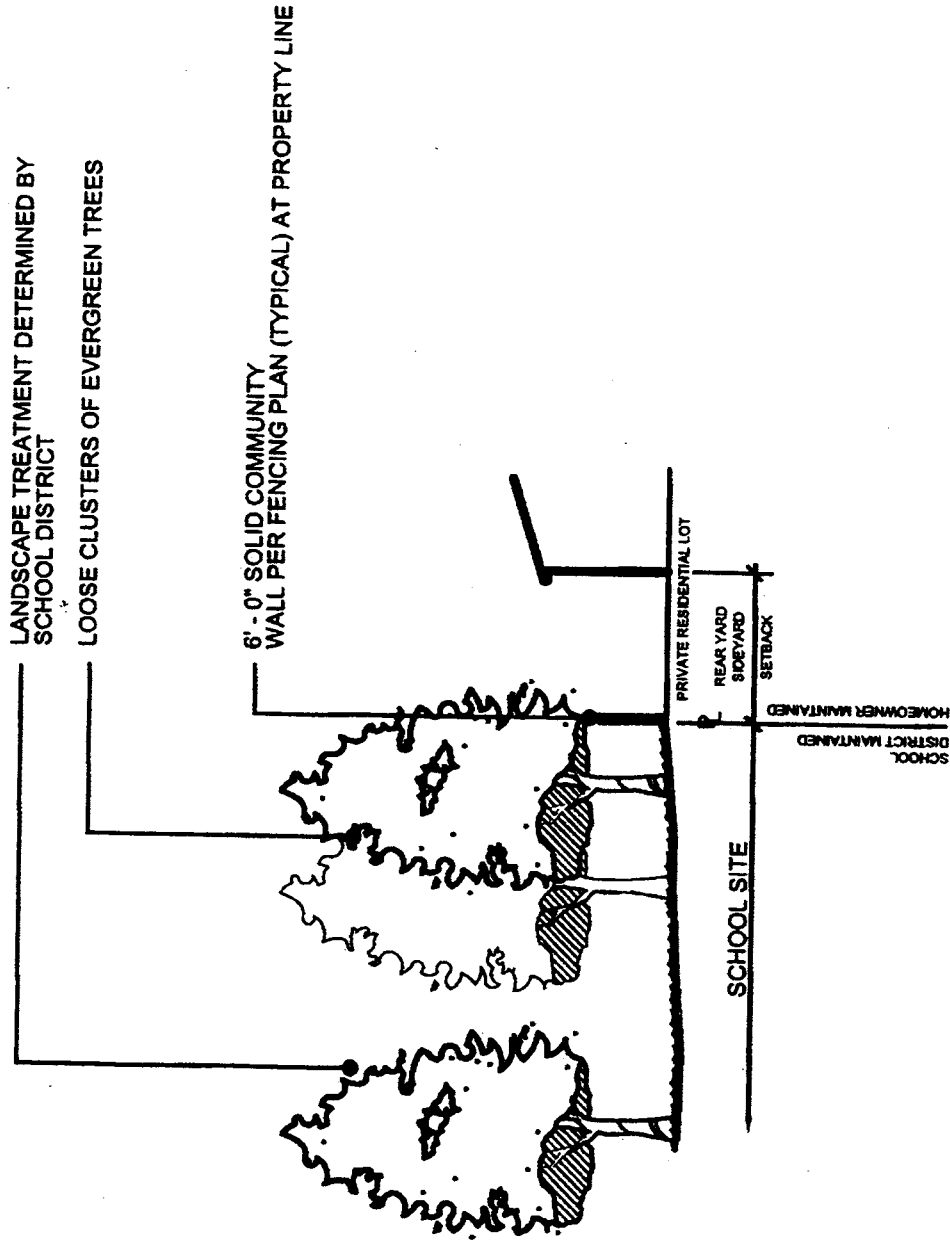 LANDSCAPE TREATMENT DETERMINED BY
SCHOOL DISTRICT
LOOSE CLUSTERS OF EVERGREEN TREES
6' - 0" SOLID COMMUNITY
WALL PER FENCING PLAN (TYPICAL) AT PROPERTY LINE
PRIVATE RESIDENTIAL LOT
REAR YARD
SIDEYARD
SETBACK
PL
SCHOOL SITE
SCHOOL
DISTRICT MAINTAINED
HOMEOWNER MAINTAINED